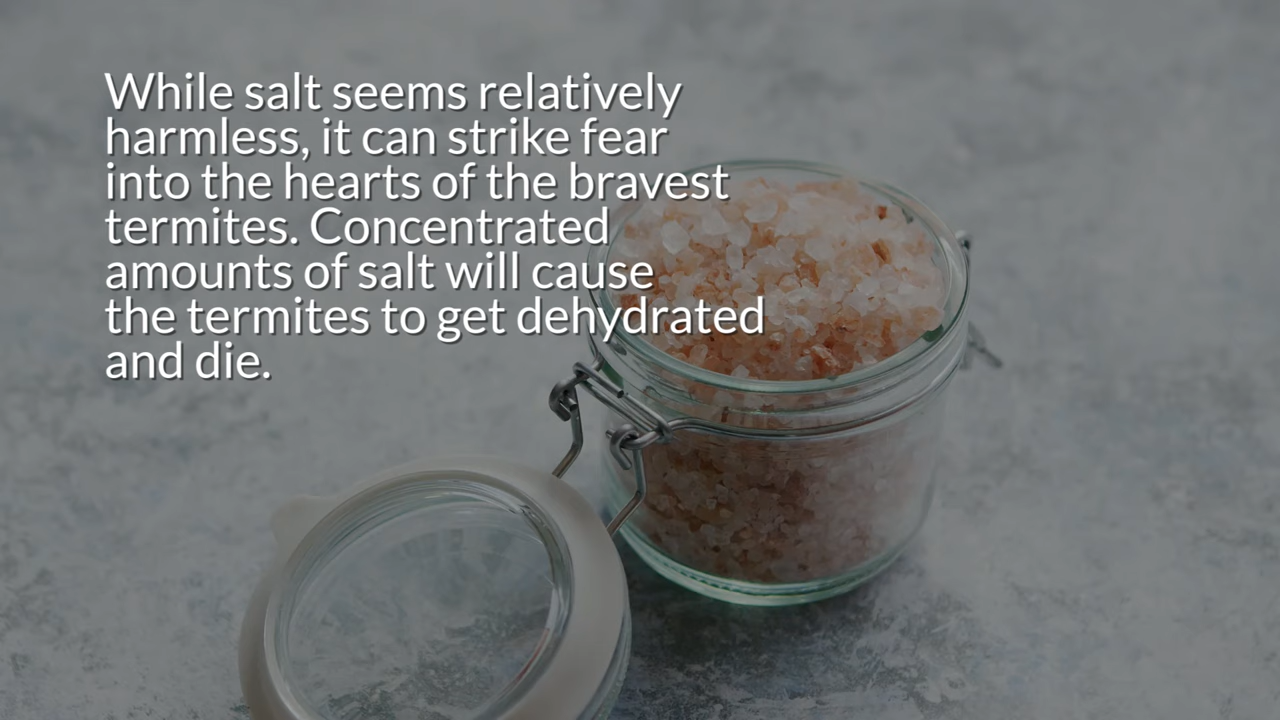 While salt seems relatively
harmless, it can strike fear
into the hearts of the bravest
termites. Concentrated
amounts of salt will cause
the termites to get dehydrated
and die.